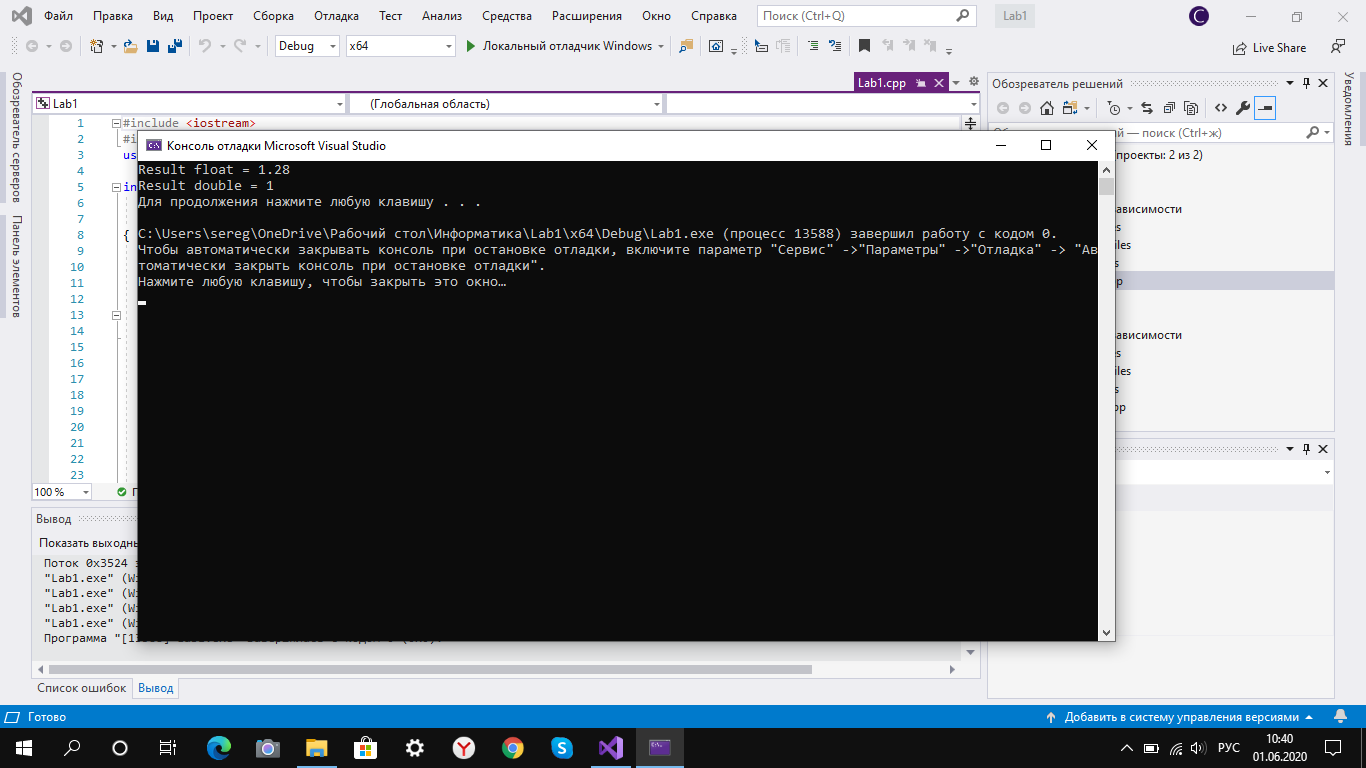 Файл Правка Вид Проект Сборка Отладка Тест Анализ Средства Расширения Окно Справка Поиск (Ctrl+Q) Lab1 C
Debug x64 Локальный отладчик Windows Live Share
Обозреватель серверов
Панель элементов
Lab1.cpp
Lab1 (Глобальная область)
1 #include <iostream>
2 #i
3 us
4
5 in
6
7
8 {
9
10
11
12
13
14
15
16
17
18
19
20
21
22
23
100 %
Консоль отладки Microsoft Visual Studio
Result float = 1.28
Result double = 1
Для продолжения нажмите любую клавишу . . .
C:\Users\sereg\OneDrive\Рабочий стол\Информатика\Lab1\x64\Debug\Lab1.exe (процесс 13588) завершил работу с кодом 0.
Чтобы автоматически закрывать консоль при остановке отладки, включите параметр "Сервис" ->"Параметры" ->"Отладка" -> "Ав
томатически закрыть консоль при остановке отладки".
Нажмите любую клавишу, чтобы закрыть это окно…
Обозреватель решений
й — поиск (Ctrl+ж)
проекты: 2 из 2)
ависимости
s
iles
s
p
ависимости
s
iles
s
pp
Уведомления
Вывод
Показать выходнь
Поток 0x3524
"Lab1.exe" (Wi
"Lab1.exe" (Wi
"Lab1.exe" (Wi
"Lab1.exe" (Wi
Программа "[1
Список ошибок Вывод
Готово Добавить в систему управления версиями
РУС 10:40
01.06.2020